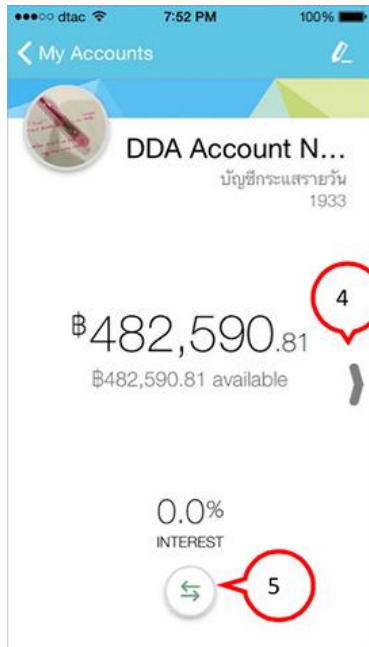 dtac 7:52 PM 100%
My Accounts
DDA Account N...
บัญชีกระแสรายวัน
1933
4
฿482,590.81
฿482,590.81 available
0.0%
INTEREST
5